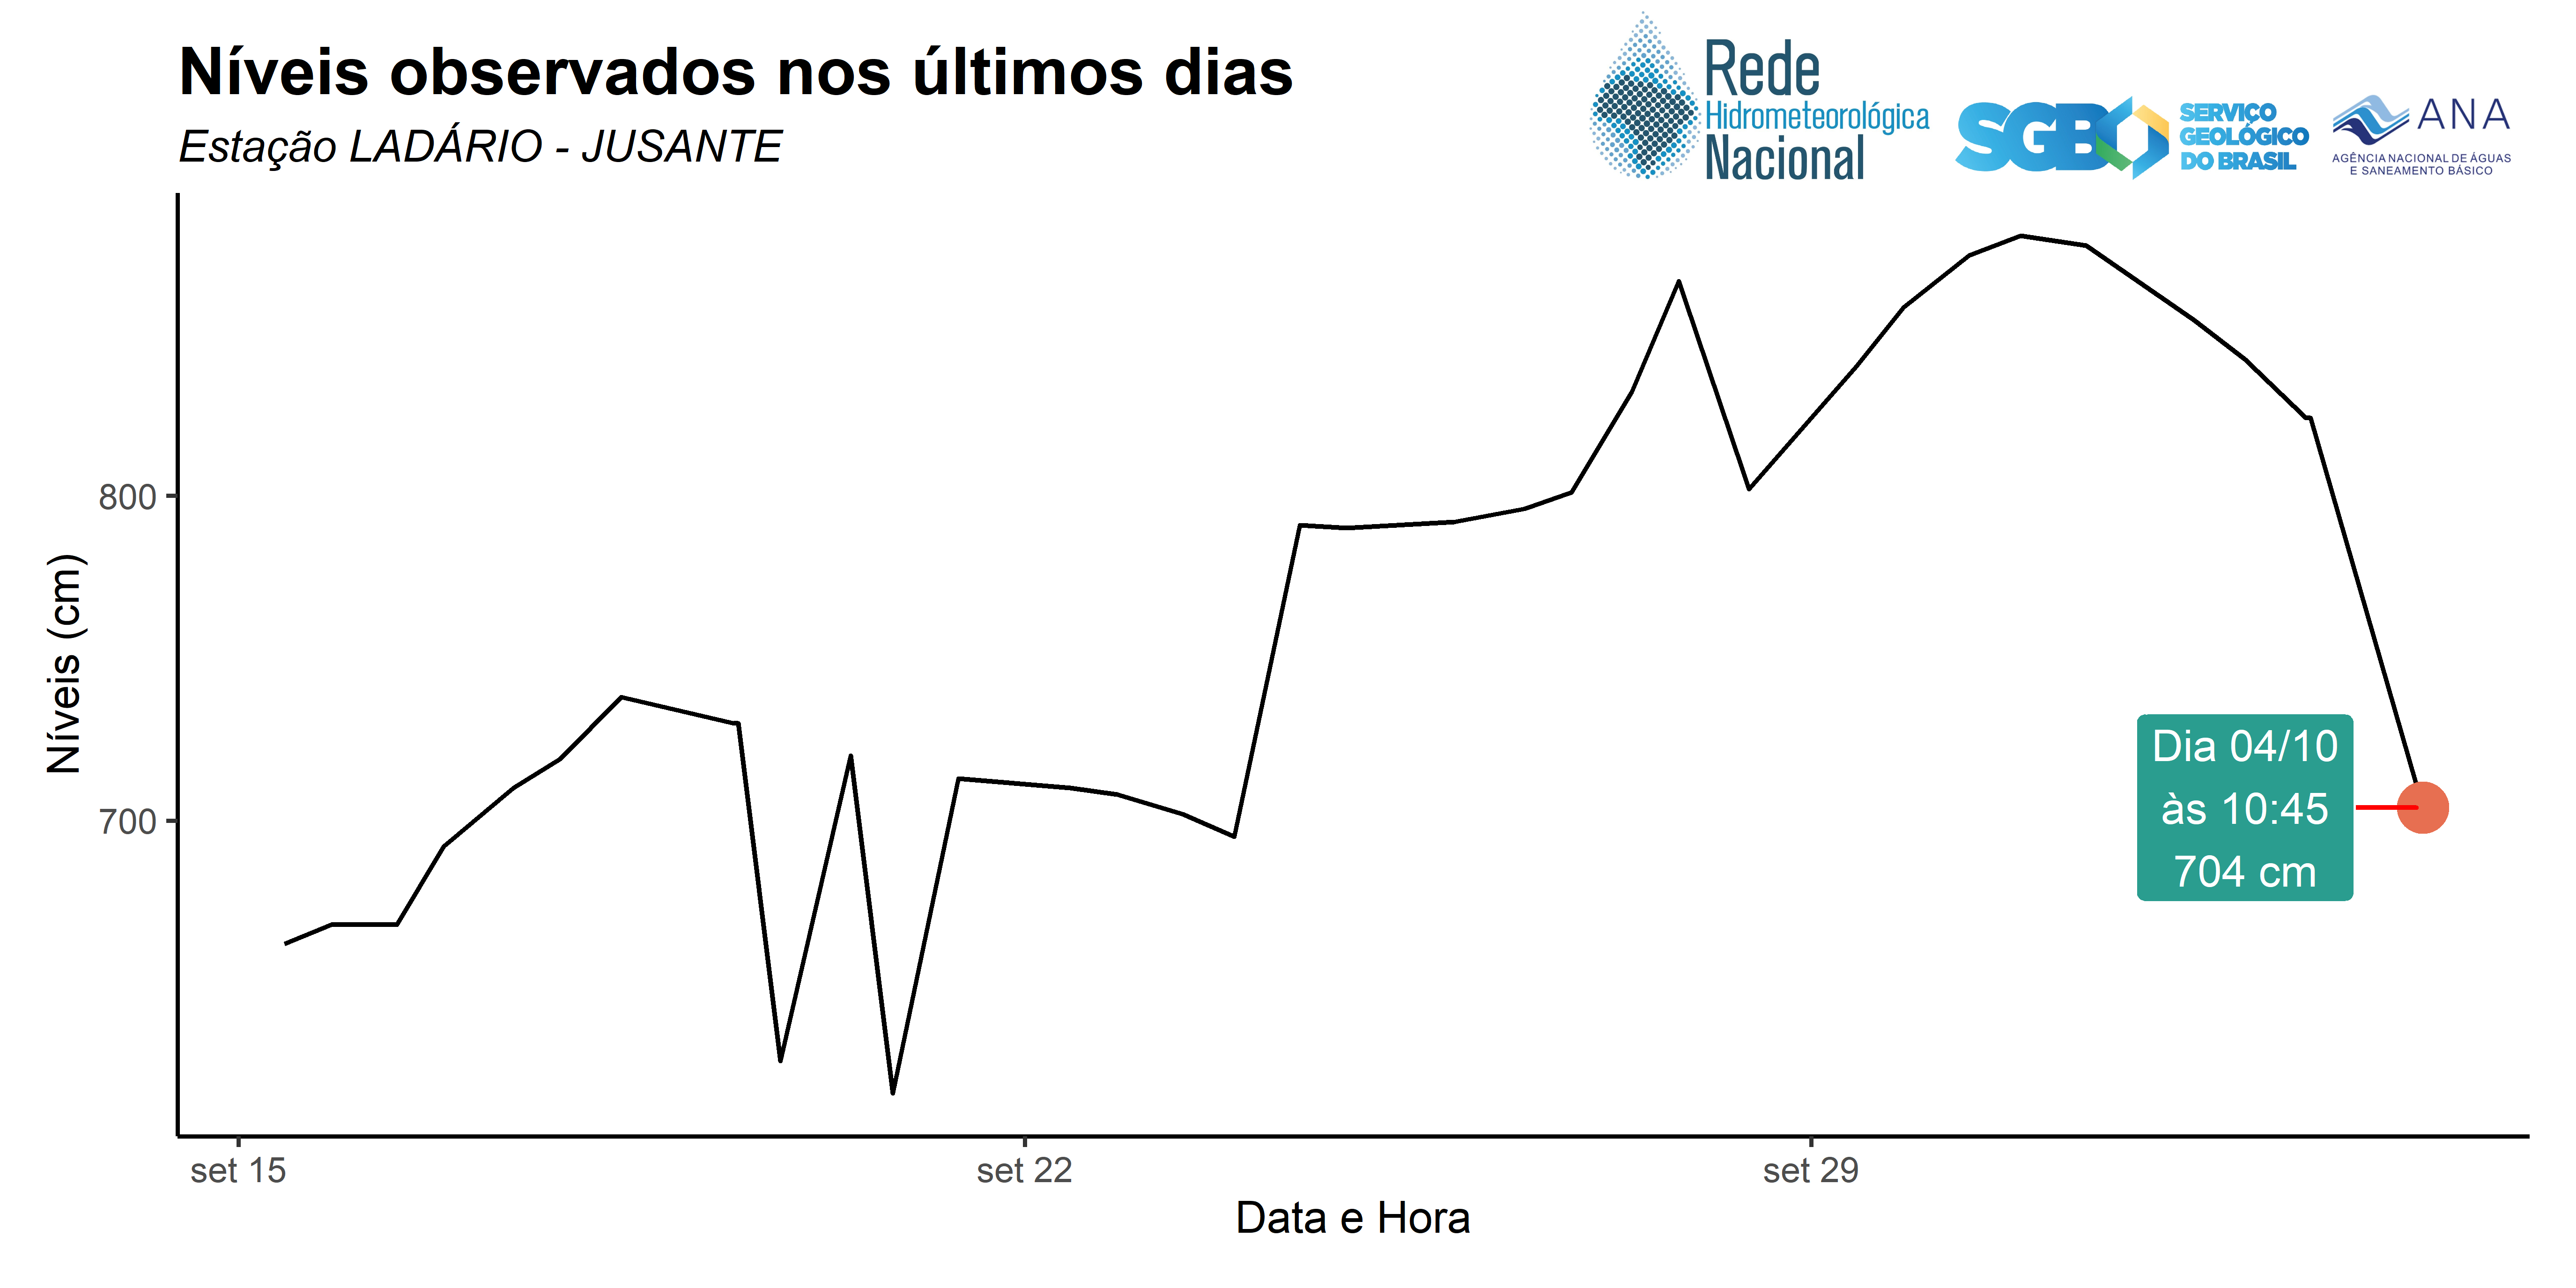 Níveis observados nos últimos dias
Estação LADÁRIO - JUSANTE
Rede
Hidrometeorológica
Nacional
SGB
SERVIÇO
GEOLÓGICO
DO BRASIL
ANA
AGÊNCIA NACIONAL DE ÁGUAS
E SANEAMENTO BÁSICO
Níveis (cm)
800
700
Dia 04/10
às 10:45
704 cm
set 15
set 22
set 29
Data e Hora